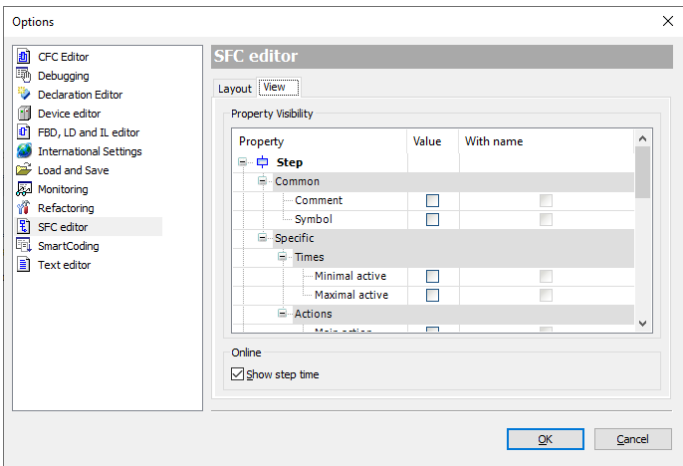 Options
CFC Editor
Debugging
Declaration Editor
Device editor
FBD, LD and IL editor
International Settings
Load and Save
Monitoring
Refactoring
SFC editor
SmartCoding
Text editor
SFC editor
Layout View
Property Visibility
Property Value With name
Step
Common
Comment
Symbol
Specific
Times
Minimal active
Maximal active
Actions
Main action
Online
Show step time
OK Cancel